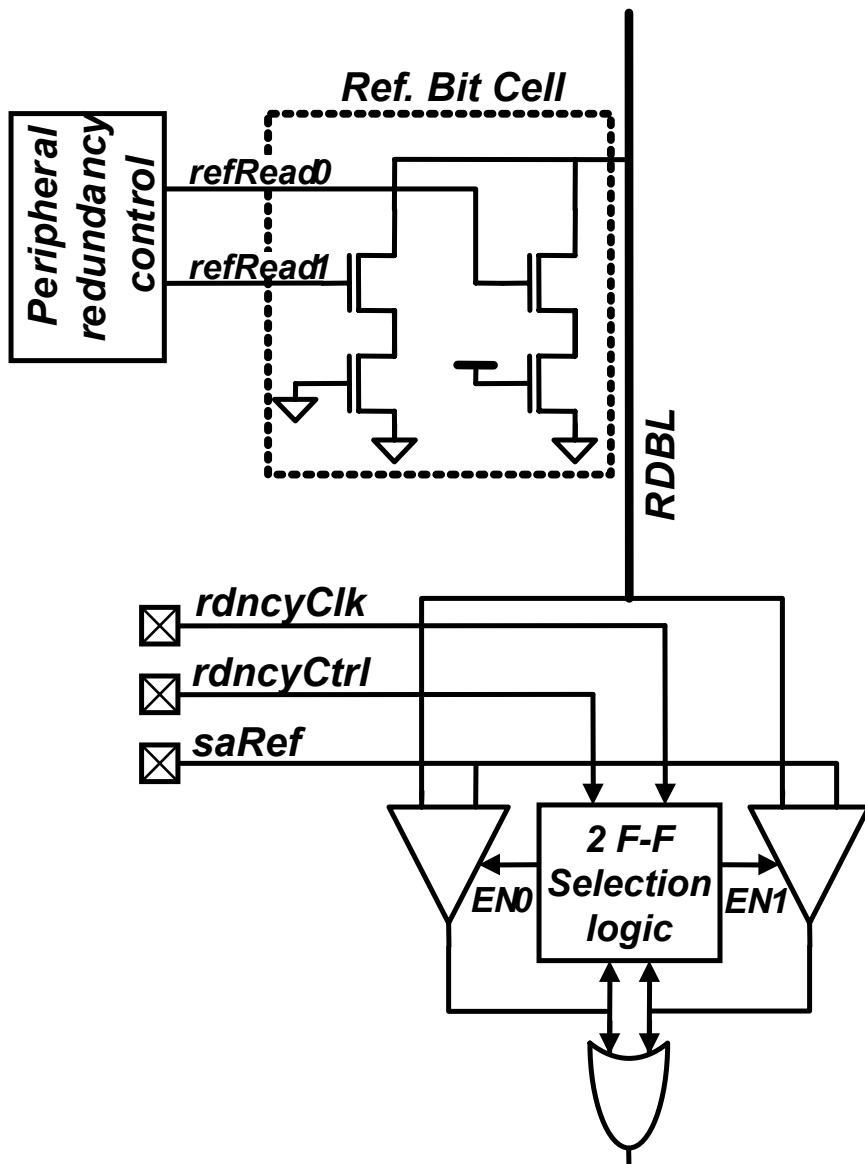 Ref. Bit Cell
Peripheral
redundancy
control
refRead0
refRead1
RDBL
rdncyClk
rdncyCtrl
saRef
2 F-F
Selection
logic
EN0
EN1